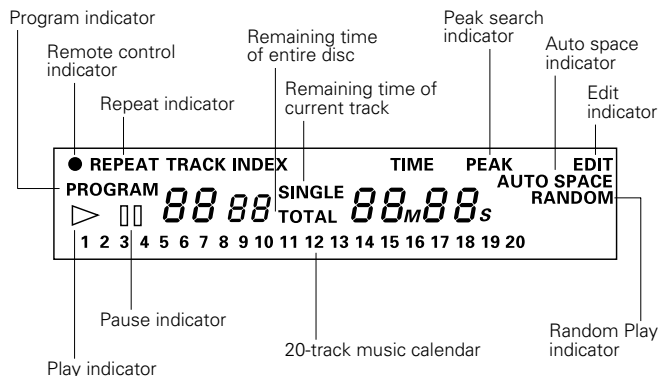 Program indicator
Remote control
indicator
Repeat indicator
Remaining time
of entire disc
Remaining time of
current track
Peak search
indicator
Auto space
indicator
Edit
indicator
● REPEAT TRACK INDEX TIME PEAK EDIT
PROGRAM SINGLE AUTO SPACE
88 88 TOTAL 88M88S RANDOM
1 2 3 4 5 6 7 8 9 10 11 12 13 14 15 16 17 18 19 20
Pause indicator
Play indicator
20-track music calendar
Random Play
indicator